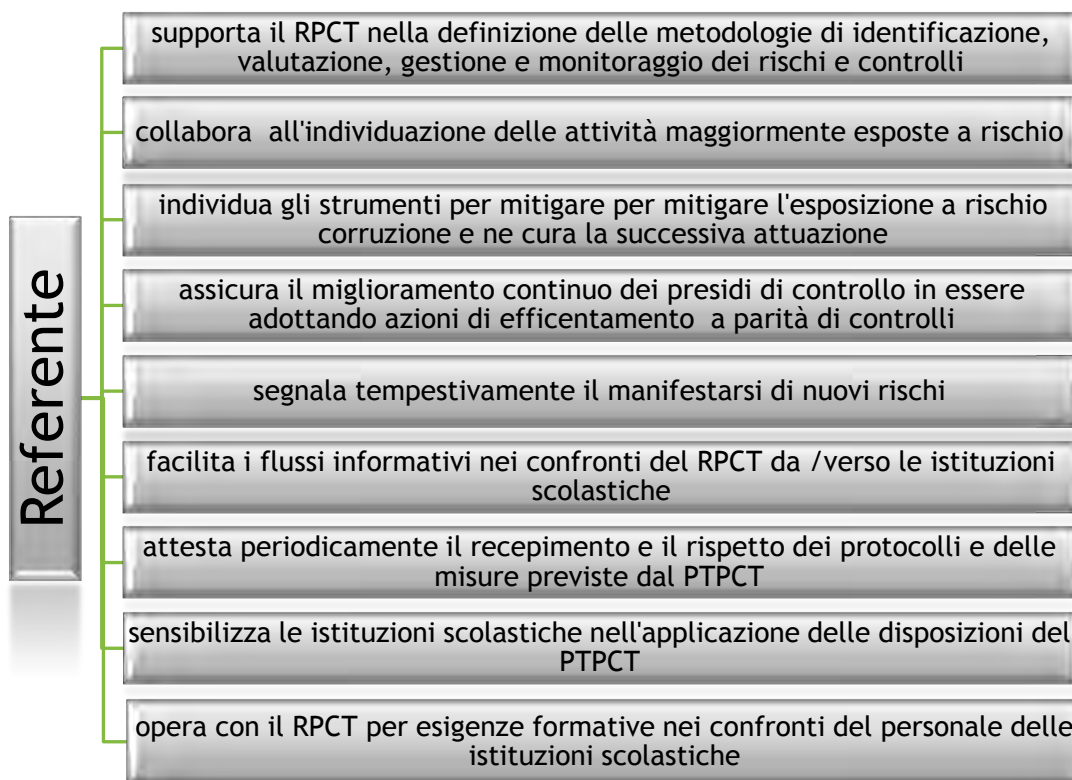 Referente
supporta il RPCT nella definizione delle metodologie di identificazione,
valutazione, gestione e monitoraggio dei rischi e controlli
collabora all'individuazione delle attività maggiormente esposte a rischio
individua gli strumenti per mitigare per mitigare l'esposizione a rischio
corruzione e ne cura la successiva attuazione
assicura il miglioramento continuo dei presidi di controllo in essere
adottando azioni di efficentamento a parità di controlli
segnala tempestivamente il manifestarsi di nuovi rischi
facilita i flussi informativi nei confronti del RPCT da /verso le istituzioni
scolastiche
attesta periodicamente il recepimento e il rispetto dei protocolli e delle
misure previste dal PTPCT
sensibilizza le istituzioni scolastiche nell'applicazione delle disposizioni del
PTPCT
opera con il RPCT per esigenze formative nei confronti del personale delle
istituzioni scolastiche